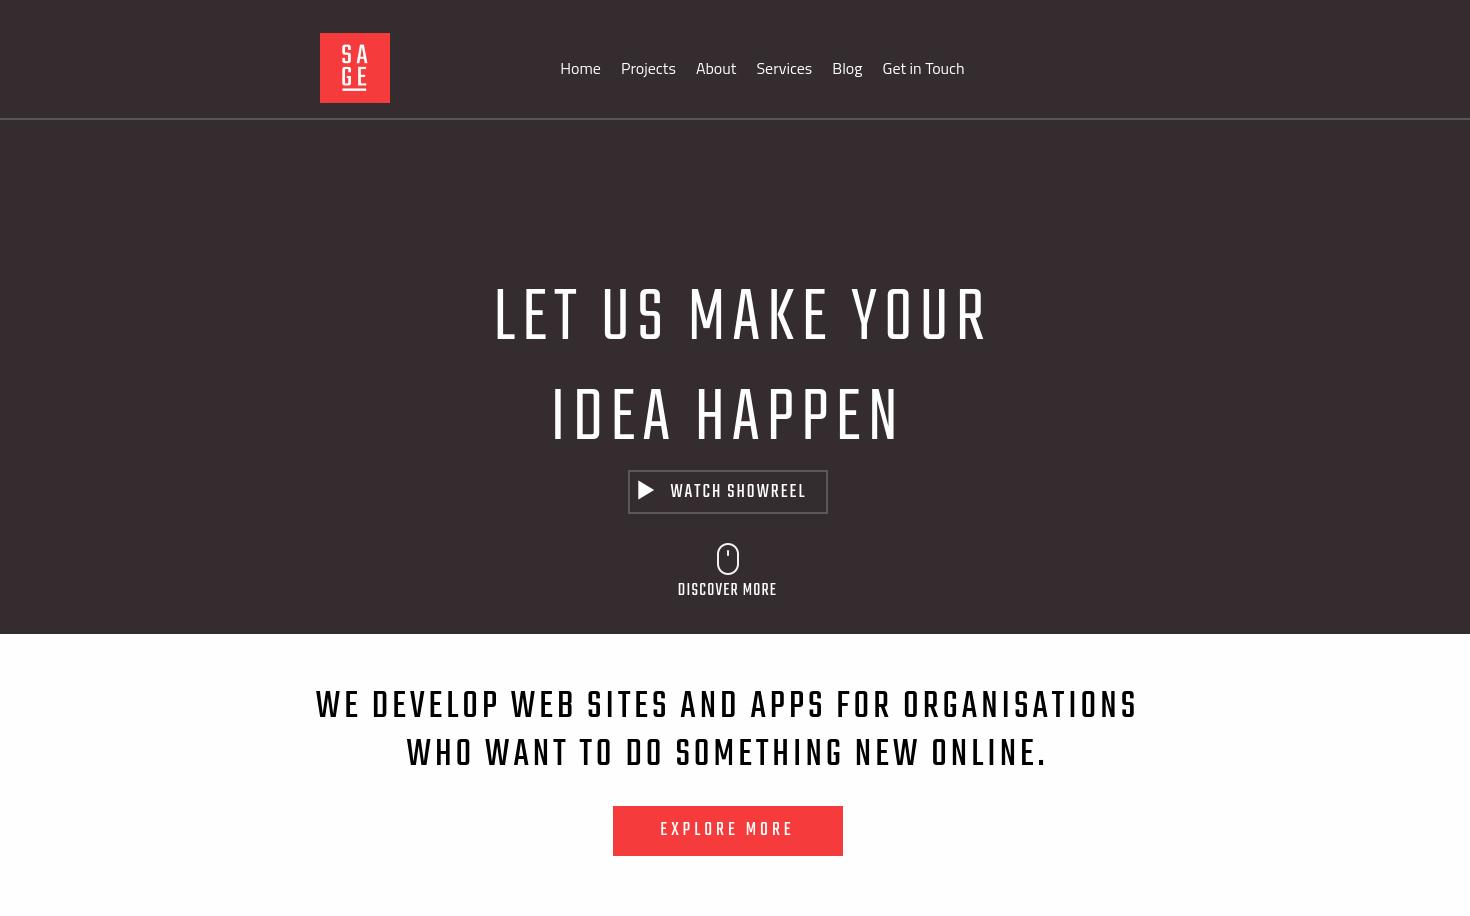 SA
GE
Home Projects About Services Blog Get in Touch
LET US MAKE YOUR
IDEA HAPPEN
WATCH SHOWREEL
DISCOVER MORE
WE DEVELOP WEB SITES AND APPS FOR ORGANISATIONS
WHO WANT TO DO SOMETHING NEW ONLINE.
EXPLORE MORE